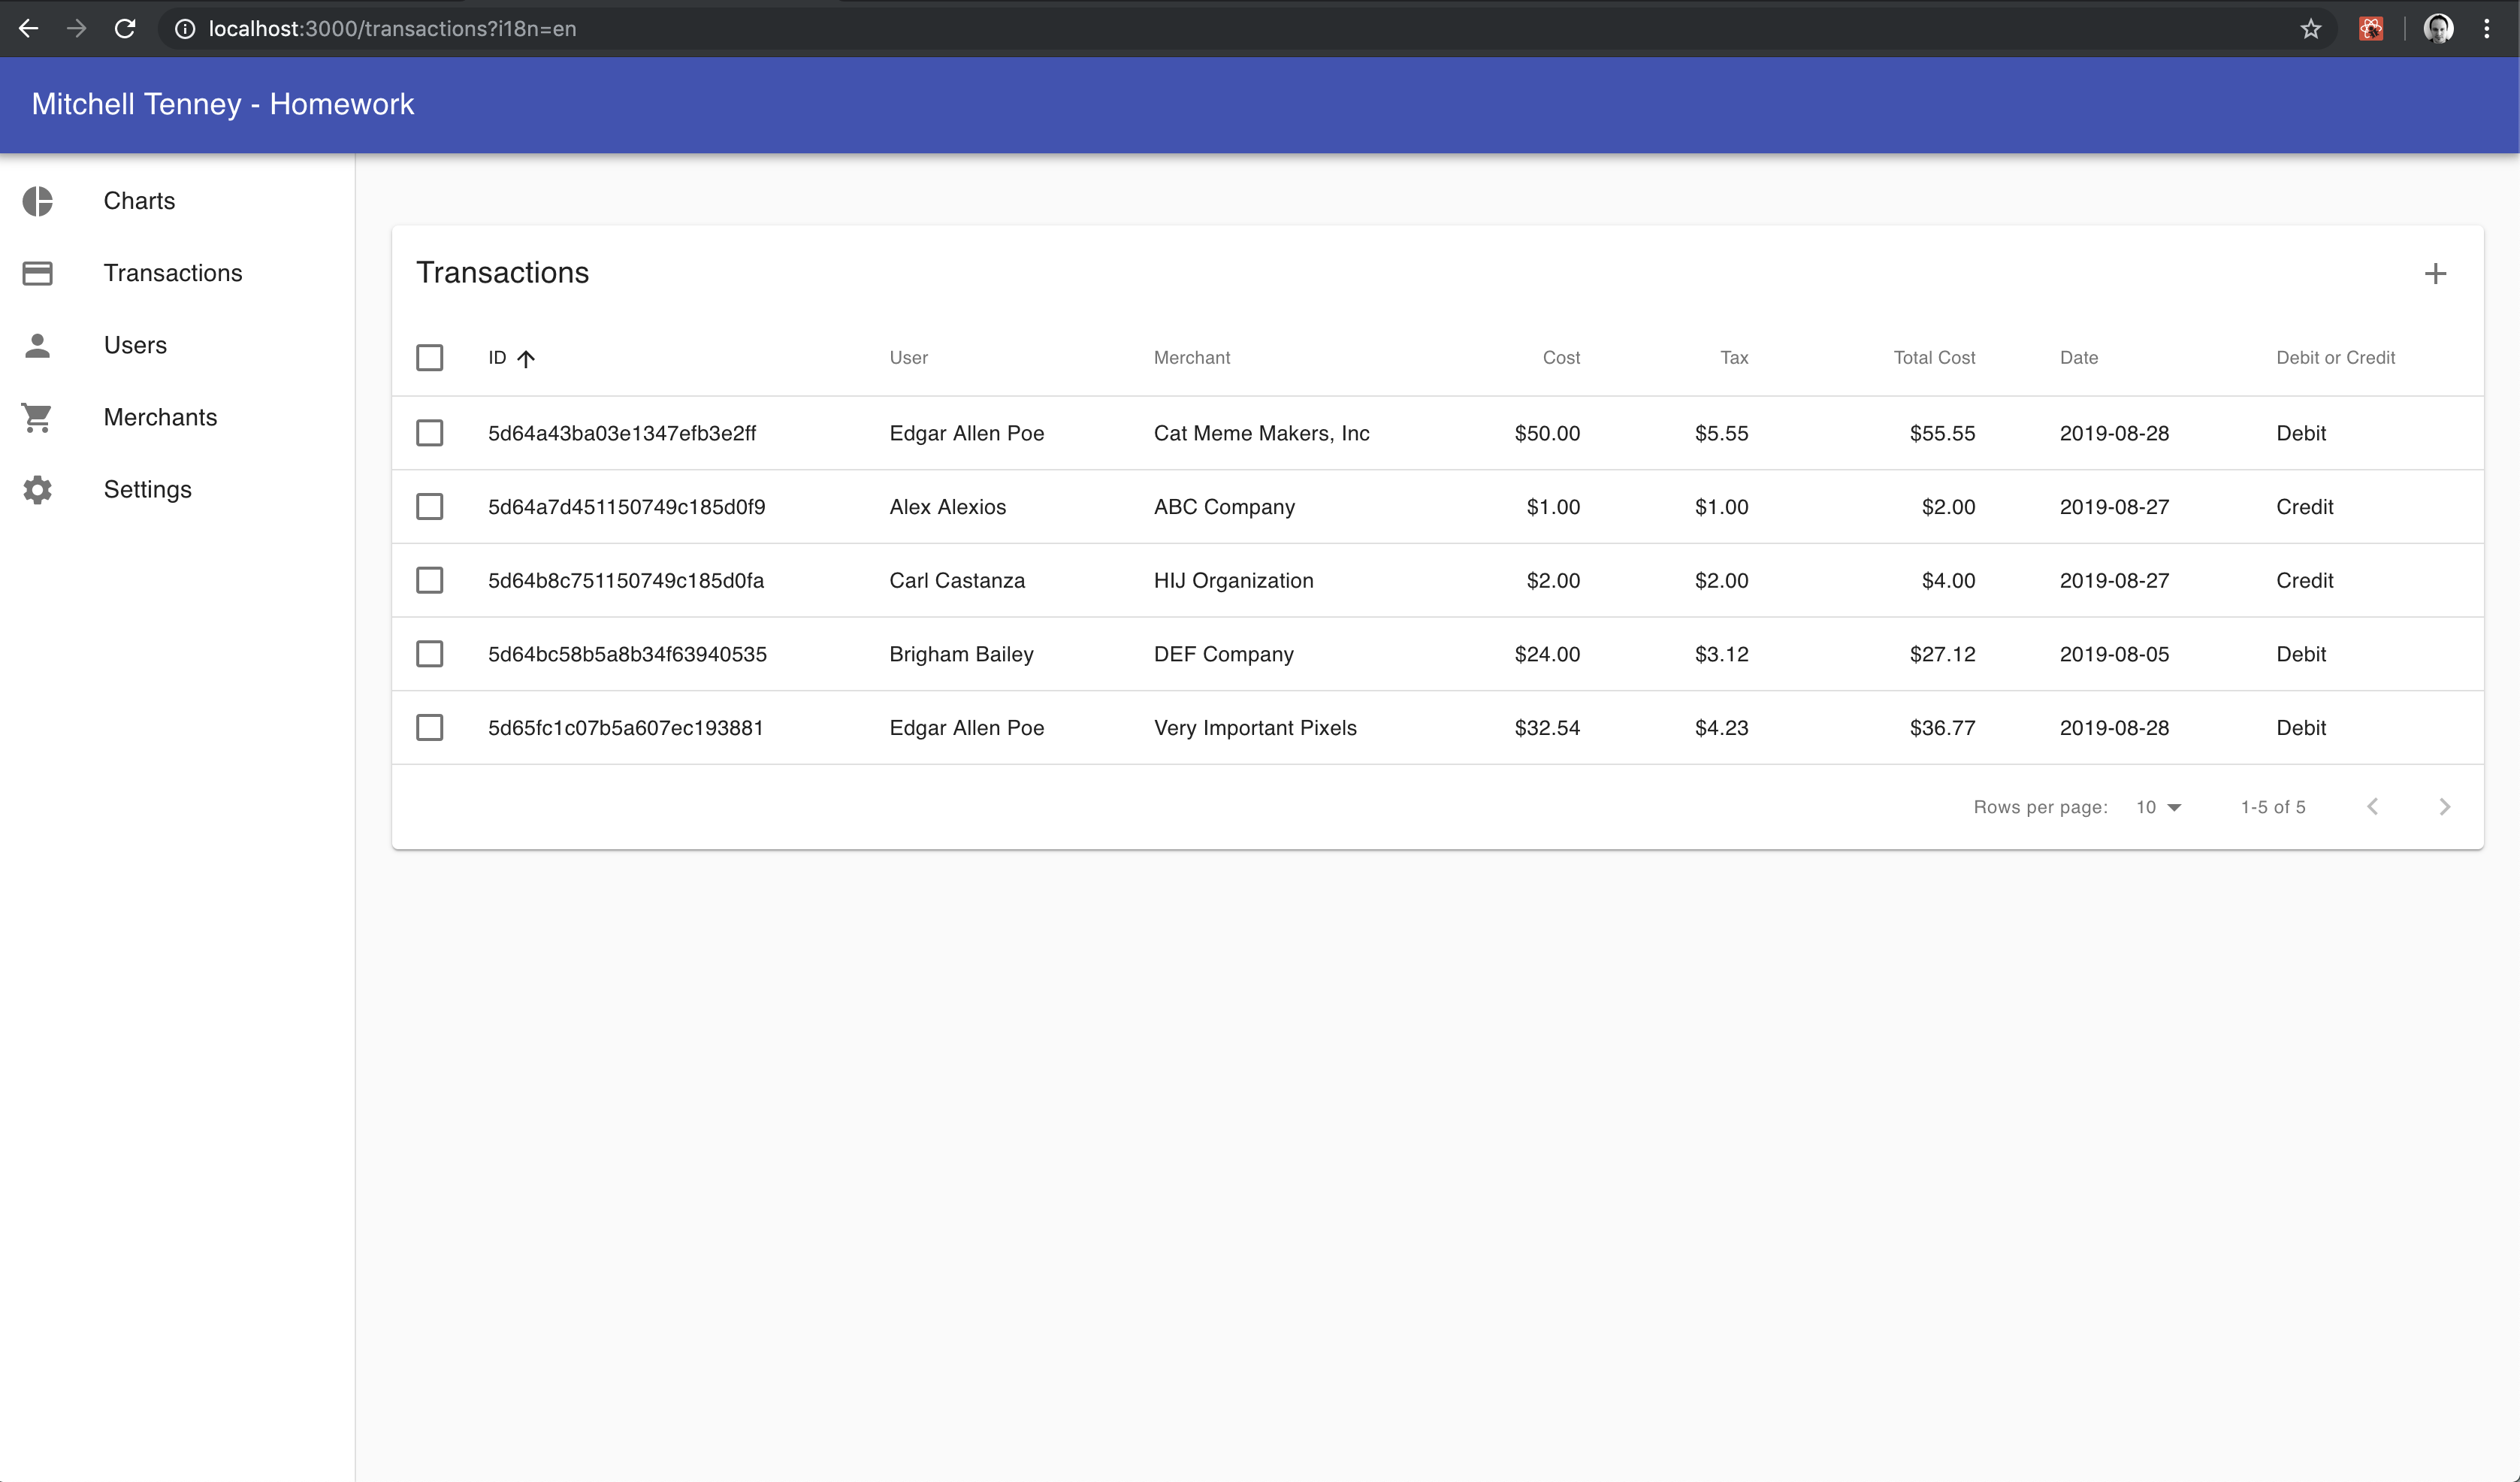 localhost:3000/transactions?i18n=en
Mitchell Tenney - Homework
Charts
Transactions
Users
Merchants
Settings
Transactions
ID User Merchant Cost Tax Total Cost Date Debit or Credit
5d64a43ba03e1347efb3e2ff Edgar Allen Poe Cat Meme Makers, Inc $50.00 $5.55 $55.55 2019-08-28 Debit
5d64a7d451150749c185d0f9 Alex Alexios ABC Company $1.00 $1.00 $2.00 2019-08-27 Credit
5d64b8c751150749c185d0fa Carl Castanza HIJ Organization $2.00 $2.00 $4.00 2019-08-27 Credit
5d64bc58b5a8b34f63940535 Brigham Bailey DEF Company $24.00 $3.12 $27.12 2019-08-05 Debit
5d65fc1c07b5a607ec193881 Edgar Allen Poe Very Important Pixels $32.54 $4.23 $36.77 2019-08-28 Debit
Rows per page: 10 1-5 of 5